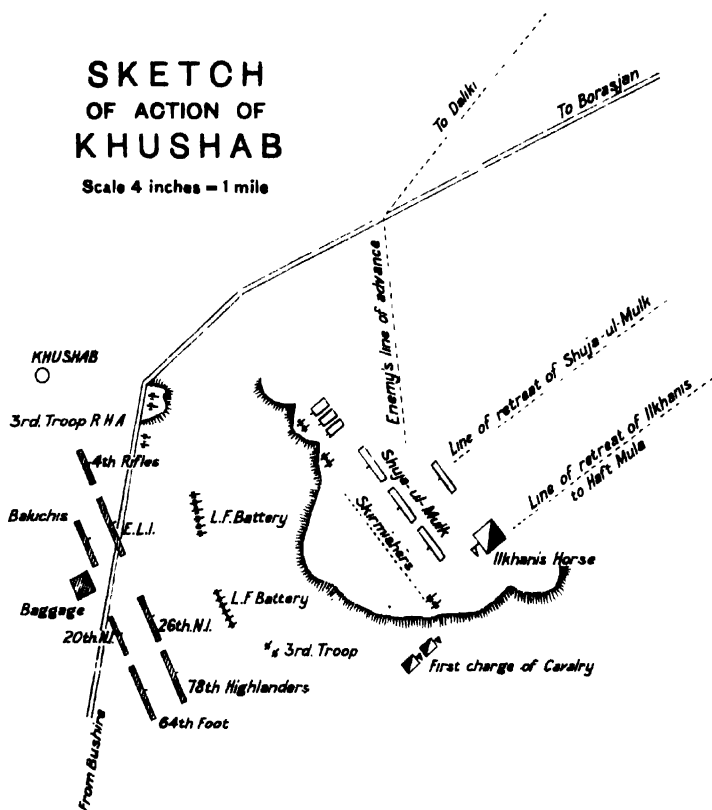 SKETCH
OF ACTION OF
KHUSHAB
Scale 4 inches = 1 mile
To Daliki
To Borasjan
Enemy's line of advance
KHUSHAB
3rd. Troop R H A
4th Rifles
Baluchis
E.L.I.
L.F. Battery
Baggage
20th N.I.
26th. N.I.
L.F Battery
3rd. Troop
78th Highlanders
64th Foot
From Bushire
Shuja-ul-Mulk
Skirmishers
Line of retreat of Shuja-ul-Mulk
Line of retreat of Ilkhanis
to Haft Mula
Ilkhanis Horse
First charge of Cavalry